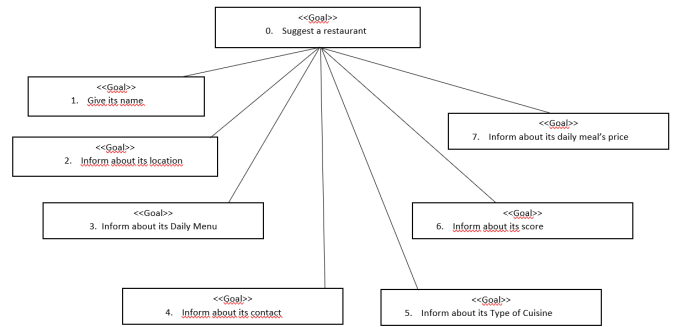 <<Goal>>
0. Suggest a restaurant
<<Goal>>
1. Give its name
<<Goal>>
2. Inform about its location
<<Goal>>
3. Inform about its Daily Menu
<<Goal>>
4. Inform about its contact
<<Goal>>
5. Inform about its Type of Cuisine
<<Goal>>
6. Inform about its score
<<Goal>>
7. Inform about its daily meal's price